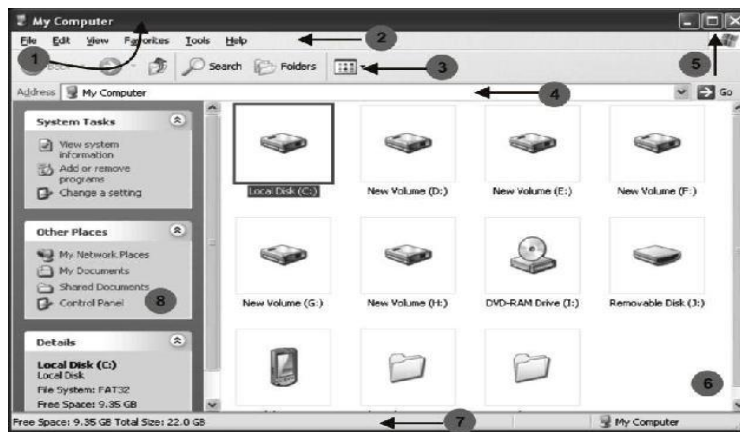 My Computer
File Edit View Favorites Tools Help
1
2
Search Folders
3
5
Address My Computer
4
Go
System Tasks
View system
information
Add or remove
programs
Change a setting
Other Places
My Network Places
My Documents
Shared Documents
Control Panel
8
Details
Local Disk (C:)
Local Disk
File System: FAT32
Free Space: 9.35 GB
Local Disk (C:)
New Volume (D:)
New Volume (E:)
New Volume (F:)
New Volume (G:)
New Volume (H:)
DVD-RAM Drive (I:)
Removable Disk (J:)
6
Free Space: 9.35 GB Total Size: 22.0 GB
7
My Computer